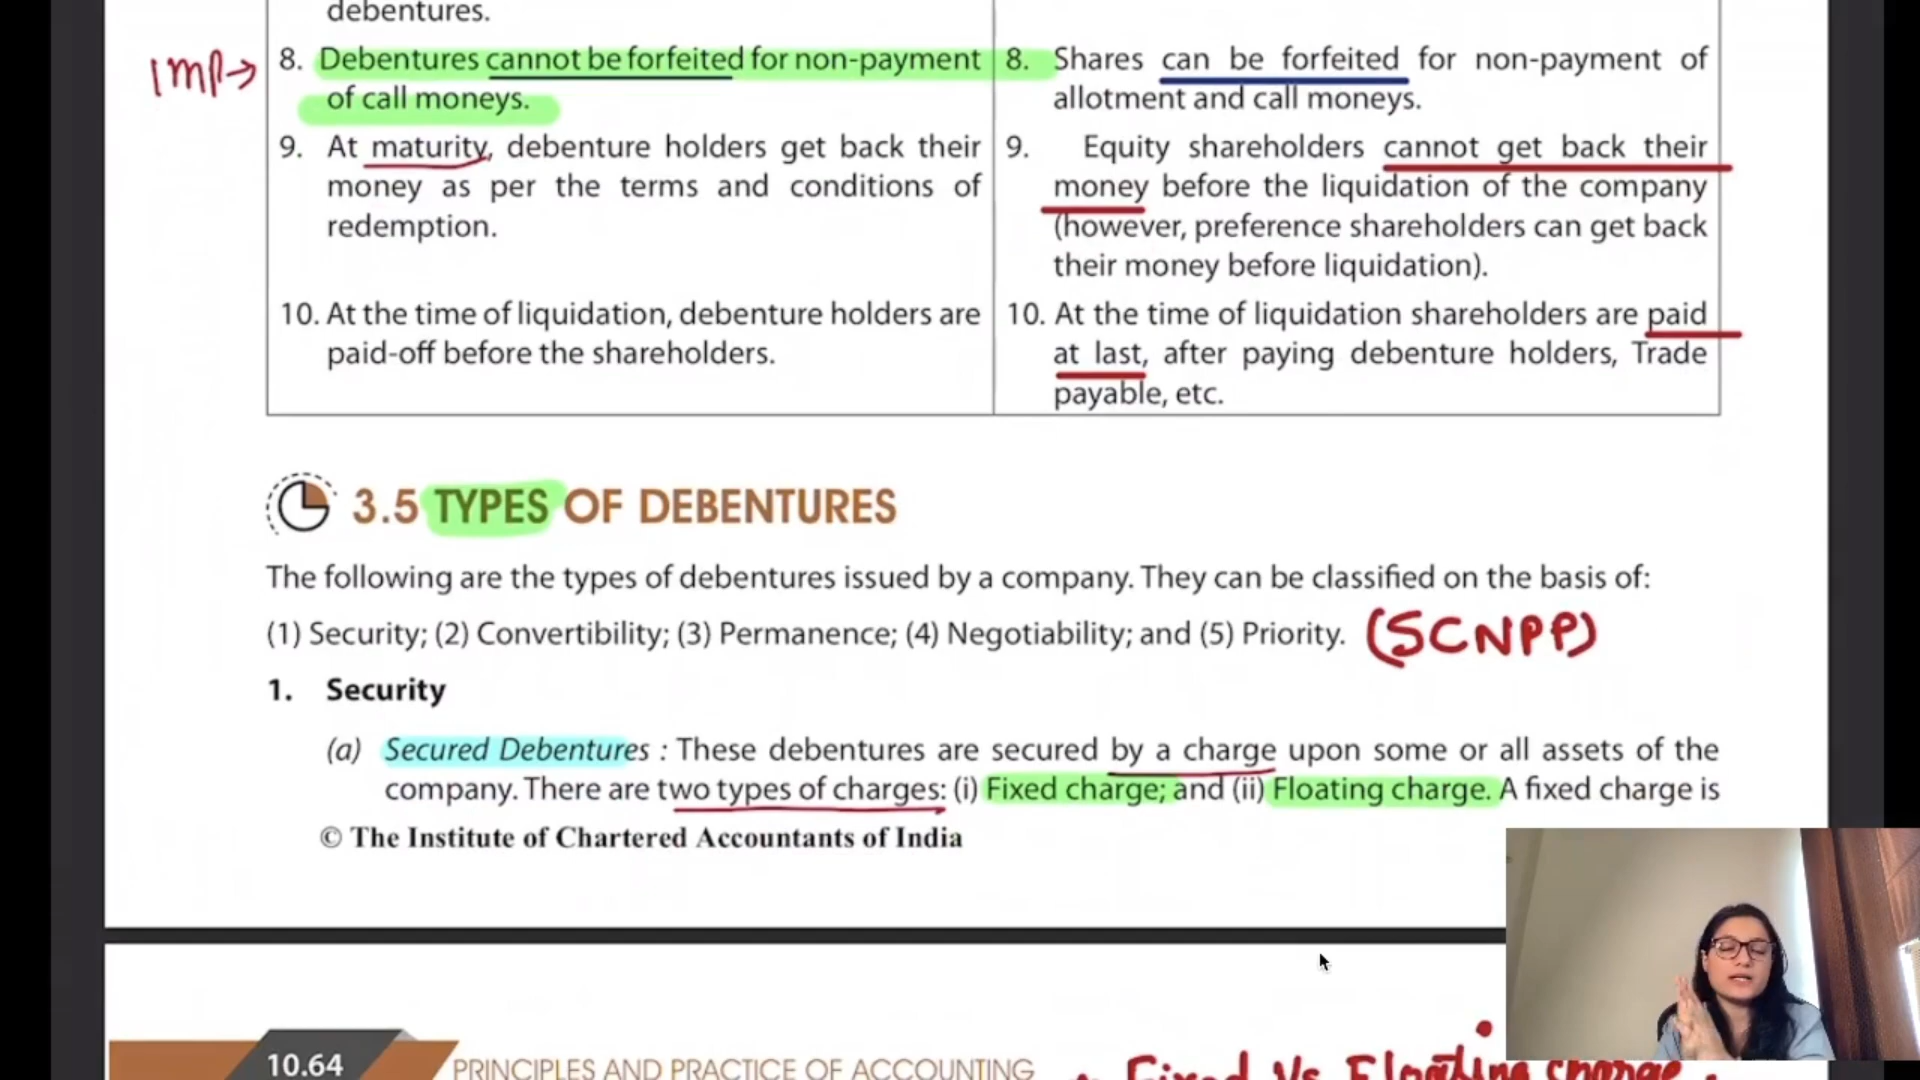 debentures.
IMP→
8. Debentures cannot be forfeited for non-payment
of call moneys.
8. Shares can be forfeited for non-payment of
allotment and call moneys.
9. At maturity, debenture holders get back their
money as per the terms and conditions of
redemption.
9. Equity shareholders cannot get back their
money before the liquidation of the company
(however, preference shareholders can get back
their money before liquidation).
10. At the time of liquidation, debenture holders are
paid-off before the shareholders.
10. At the time of liquidation shareholders are paid
at last, after paying debenture holders, Trade
payable, etc.
3.5 TYPES OF DEBENTURES
The following are the types of debentures issued by a company. They can be classified on the basis of:
(1) Security; (2) Convertibility; (3) Permanence; (4) Negotiability; and (5) Priority. (SCNPP)
1. Security
(a) Secured Debentures : These debentures are secured by a charge upon some or all assets of the
company. There are two types of charges: (i) Fixed charge; and (ii) Floating charge. A fixed charge is
© The Institute of Chartered Accountants of India
10.64 PRINCIPLES AND PRACTICE OF ACCOUNTING
Fixed Vs Floating charge